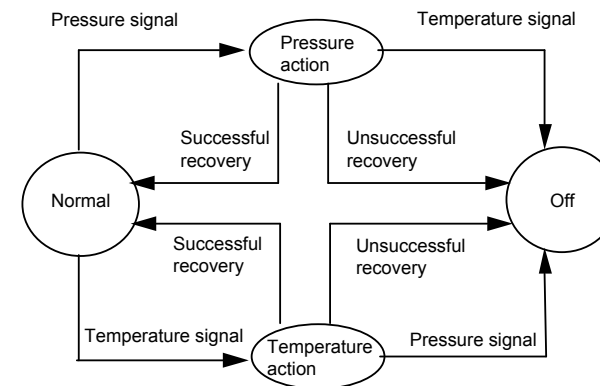 Pressure signal
Temperature signal
Pressure
action
Successful
recovery
Unsuccessful
recovery
Normal
Off
Successful
recovery
Unsuccessful
recovery
Temperature signal
Temperature
action
Pressure signal